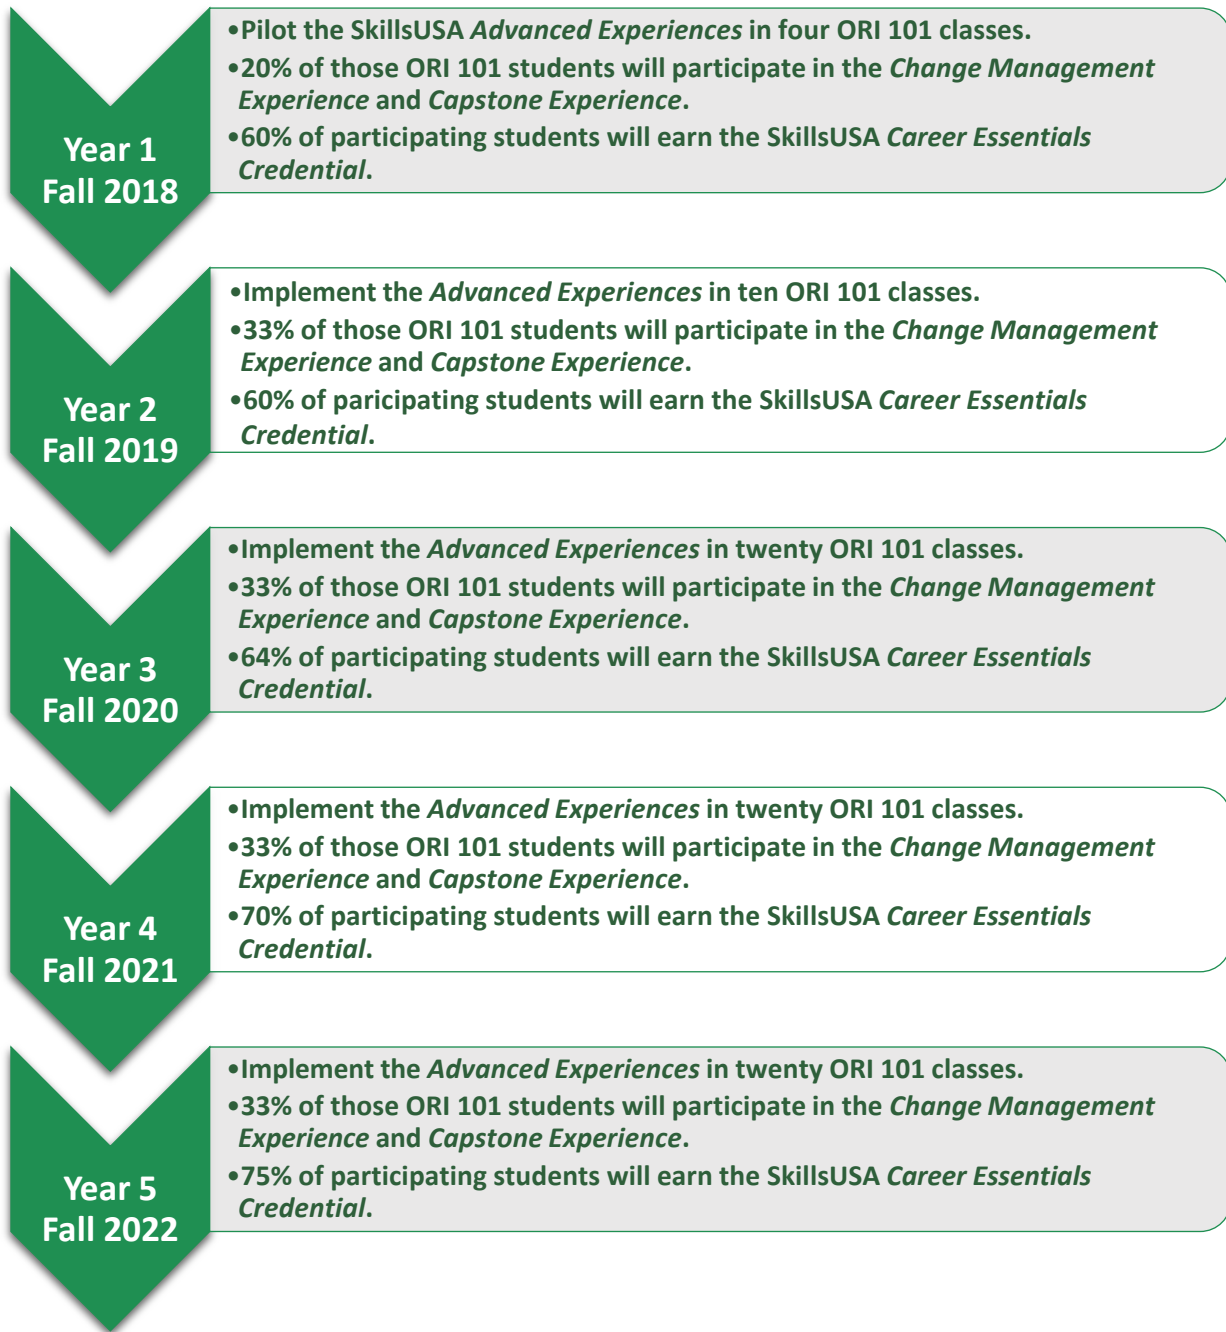 Year 1
Fall 2018
•Pilot the SkillsUSA Advanced Experiences in four ORI 101 classes.
•20% of those ORI 101 students will participate in the Change Management
Experience and Capstone Experience.
•60% of participating students will earn the SkillsUSA Career Essentials
Credential.
Year 2
Fall 2019
•Implement the Advanced Experiences in ten ORI 101 classes.
•33% of those ORI 101 students will participate in the Change Management
Experience and Capstone Experience.
•60% of paricipating students will earn the SkillsUSA Career Essentials
Credential.
Year 3
Fall 2020
•Implement the Advanced Experiences in twenty ORI 101 classes.
•33% of those ORI 101 students will participate in the Change Management
Experience and Capstone Experience.
•64% of participating students will earn the SkillsUSA Career Essentials
Credential.
Year 4
Fall 2021
•Implement the Advanced Experiences in twenty ORI 101 classes.
•33% of those ORI 101 students will participate in the Change Management
Experience and Capstone Experience.
•70% of participating students will earn the SkillsUSA Career Essentials
Credential.
Year 5
Fall 2022
•Implement the Advanced Experiences in twenty ORI 101 classes.
•33% of those ORI 101 students will participate in the Change Management
Experience and Capstone Experience.
•75% of participating students will earn the SkillsUSA Career Essentials
Credential.